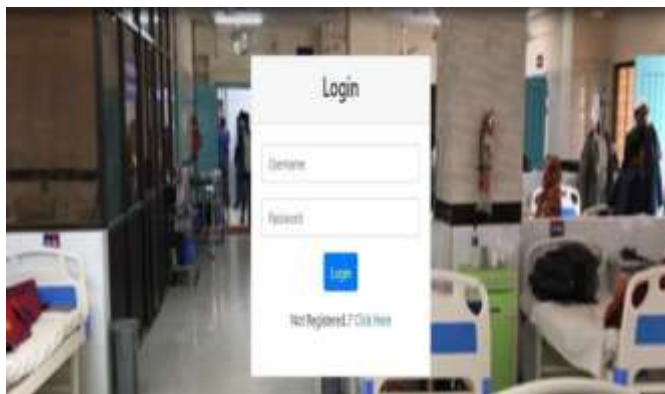 Login
Username
Password
Login
Not Registered..? Click Here